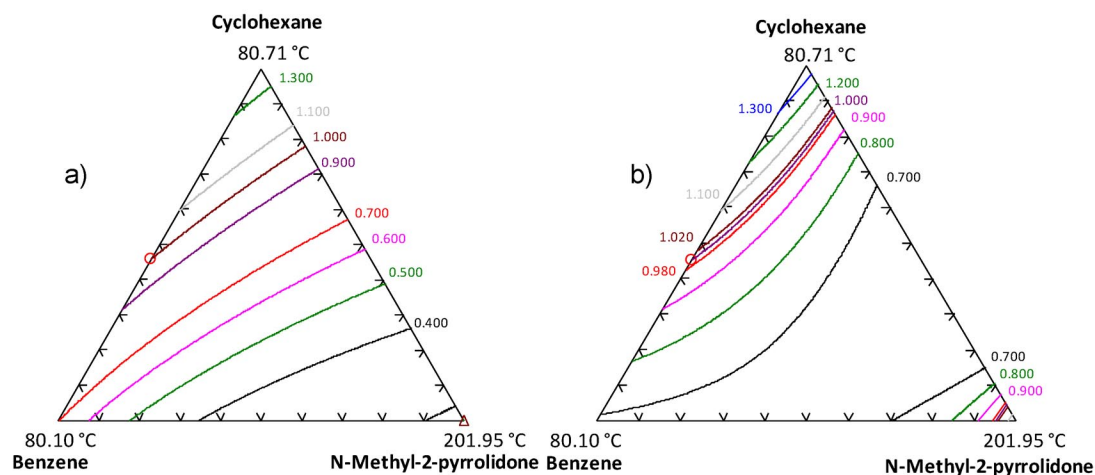 Cyclohexane
80.71 °C
1.300
1.100
1.000
0.900
a)
0.700
0.600
0.500
0.400
80.10 °C
Benzene
201.95 °C
N-Methyl-2-pyrrolidone
Cyclohexane
80.71 °C
1.200
1.300
1.000
0.900
0.800
b)
0.700
1.100
1.020
0.980
0.700
0.800
0.900
80.10 °C
Benzene
201.95 °C
N-Methyl-2-pyrrolidone